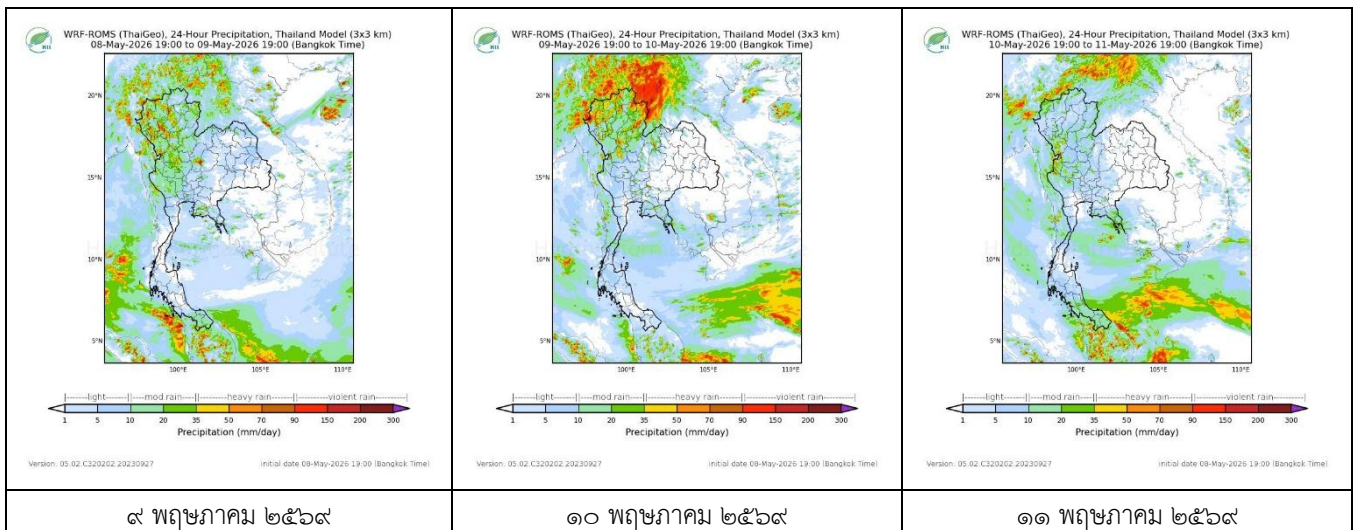 WRF-ROMS (ThaiGeo), 24-Hour Precipitation, Thailand Model (3x3 km)
08-May-2026 19:00 to 09-May-2026 19:00 (Bangkok Time)
20°N
15°N
10°N
5°N
100°E 105°E 110°E
light mod rain heavy rain violent rain
1 5 10 20 35 50 70 90 150 200 300
Precipitation (mm/day)
Version: 05.02.C320202.20230927 initial date 08-May-2026 19:00 (Bangkok Time)
๙ พฤษภาคม ๒๕๖๙
WRF-ROMS (ThaiGeo), 24-Hour Precipitation, Thailand Model (3x3 km)
09-May-2026 19:00 to 10-May-2026 19:00 (Bangkok Time)
20°N
15°N
10°N
5°N
100°E 105°E 110°E
light mod rain heavy rain violent rain
1 5 10 20 35 50 70 90 150 200 300
Precipitation (mm/day)
Version: 05.02.C320202.20230927 initial date 08-May-2026 19:00 (Bangkok Time)
๑๐ พฤษภาคม ๒๕๖๙
WRF-ROMS (ThaiGeo), 24-Hour Precipitation, Thailand Model (3x3 km)
10-May-2026 19:00 to 11-May-2026 19:00 (Bangkok Time)
20°N
15°N
10°N
5°N
100°E 105°E 110°E
light mod rain heavy rain violent rain
1 5 10 20 35 50 70 90 150 200 300
Precipitation (mm/day)
Version: 05.02.C320202.20230927 initial date 08-May-2026 19:00 (Bangkok Time)
๑๑ พฤษภาคม ๒๕๖๙